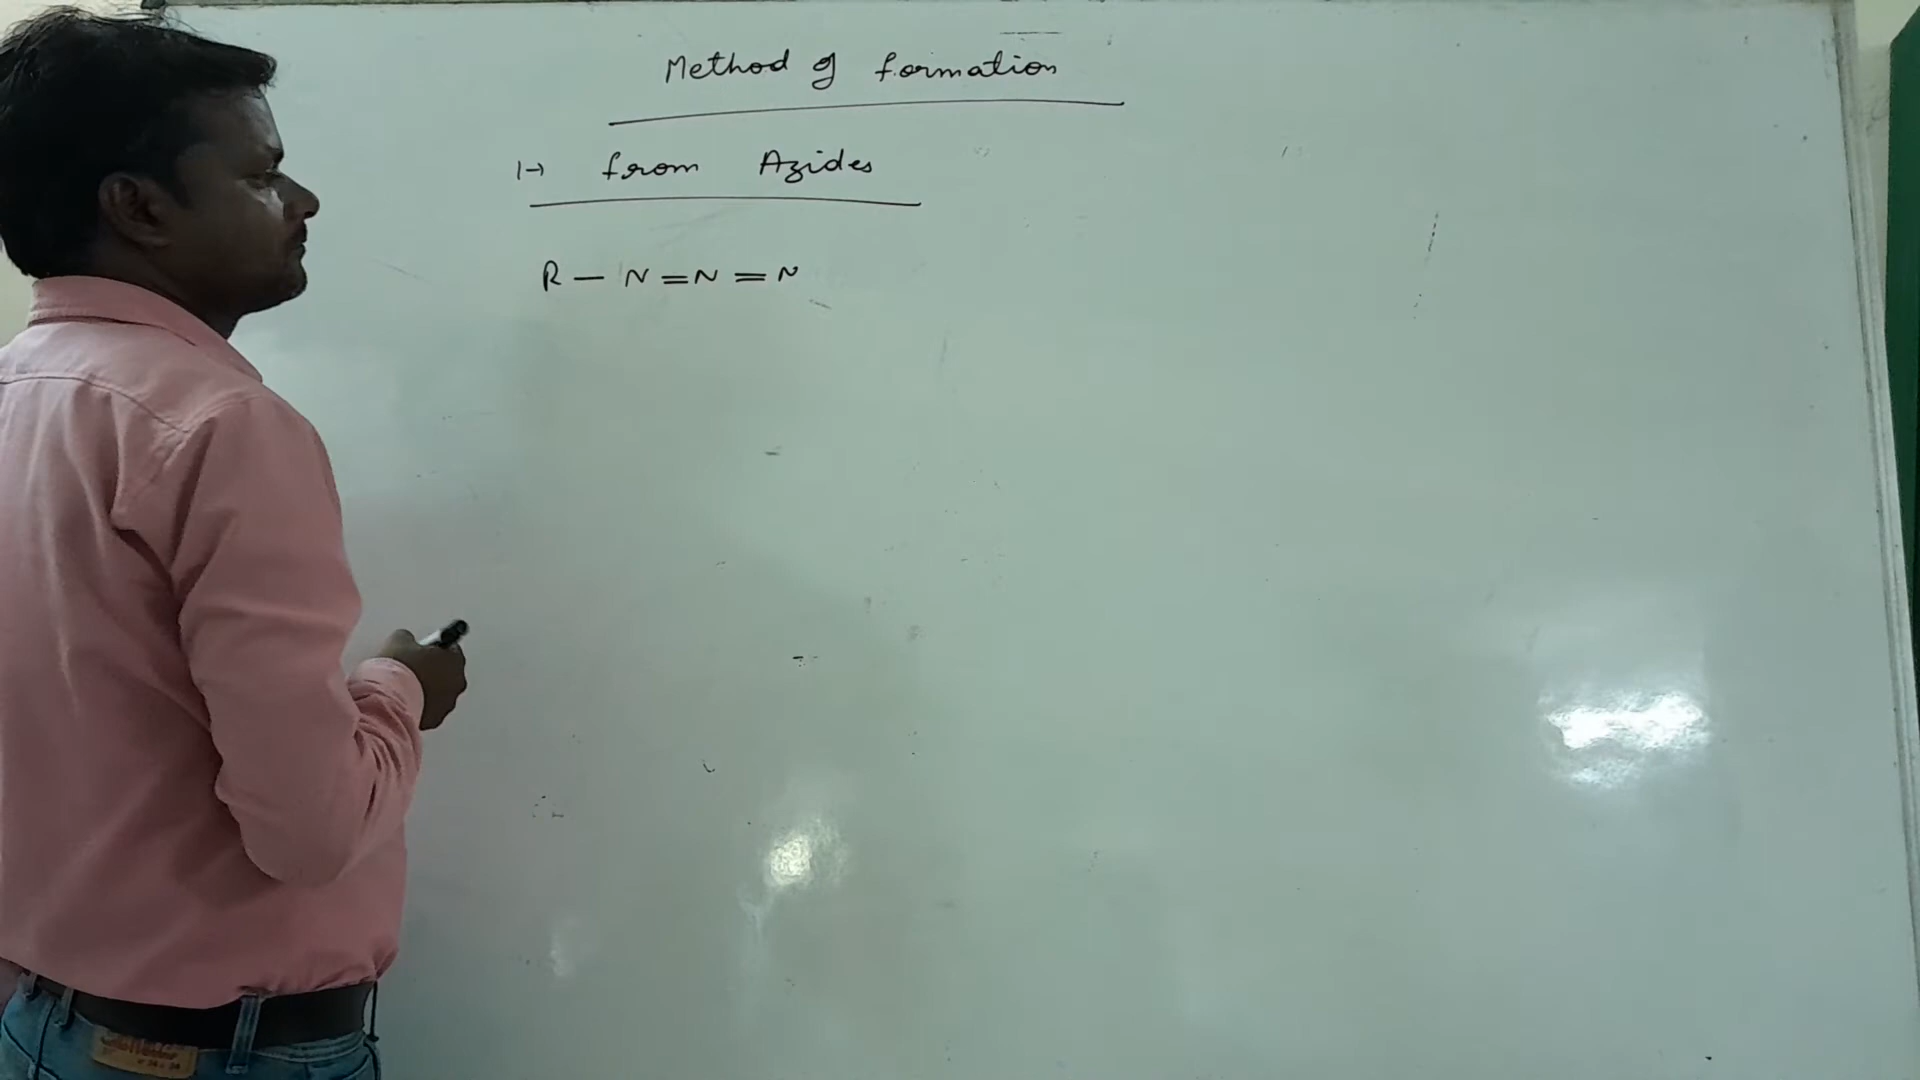 Method of formation
1→ from Azides
R — N = N = N